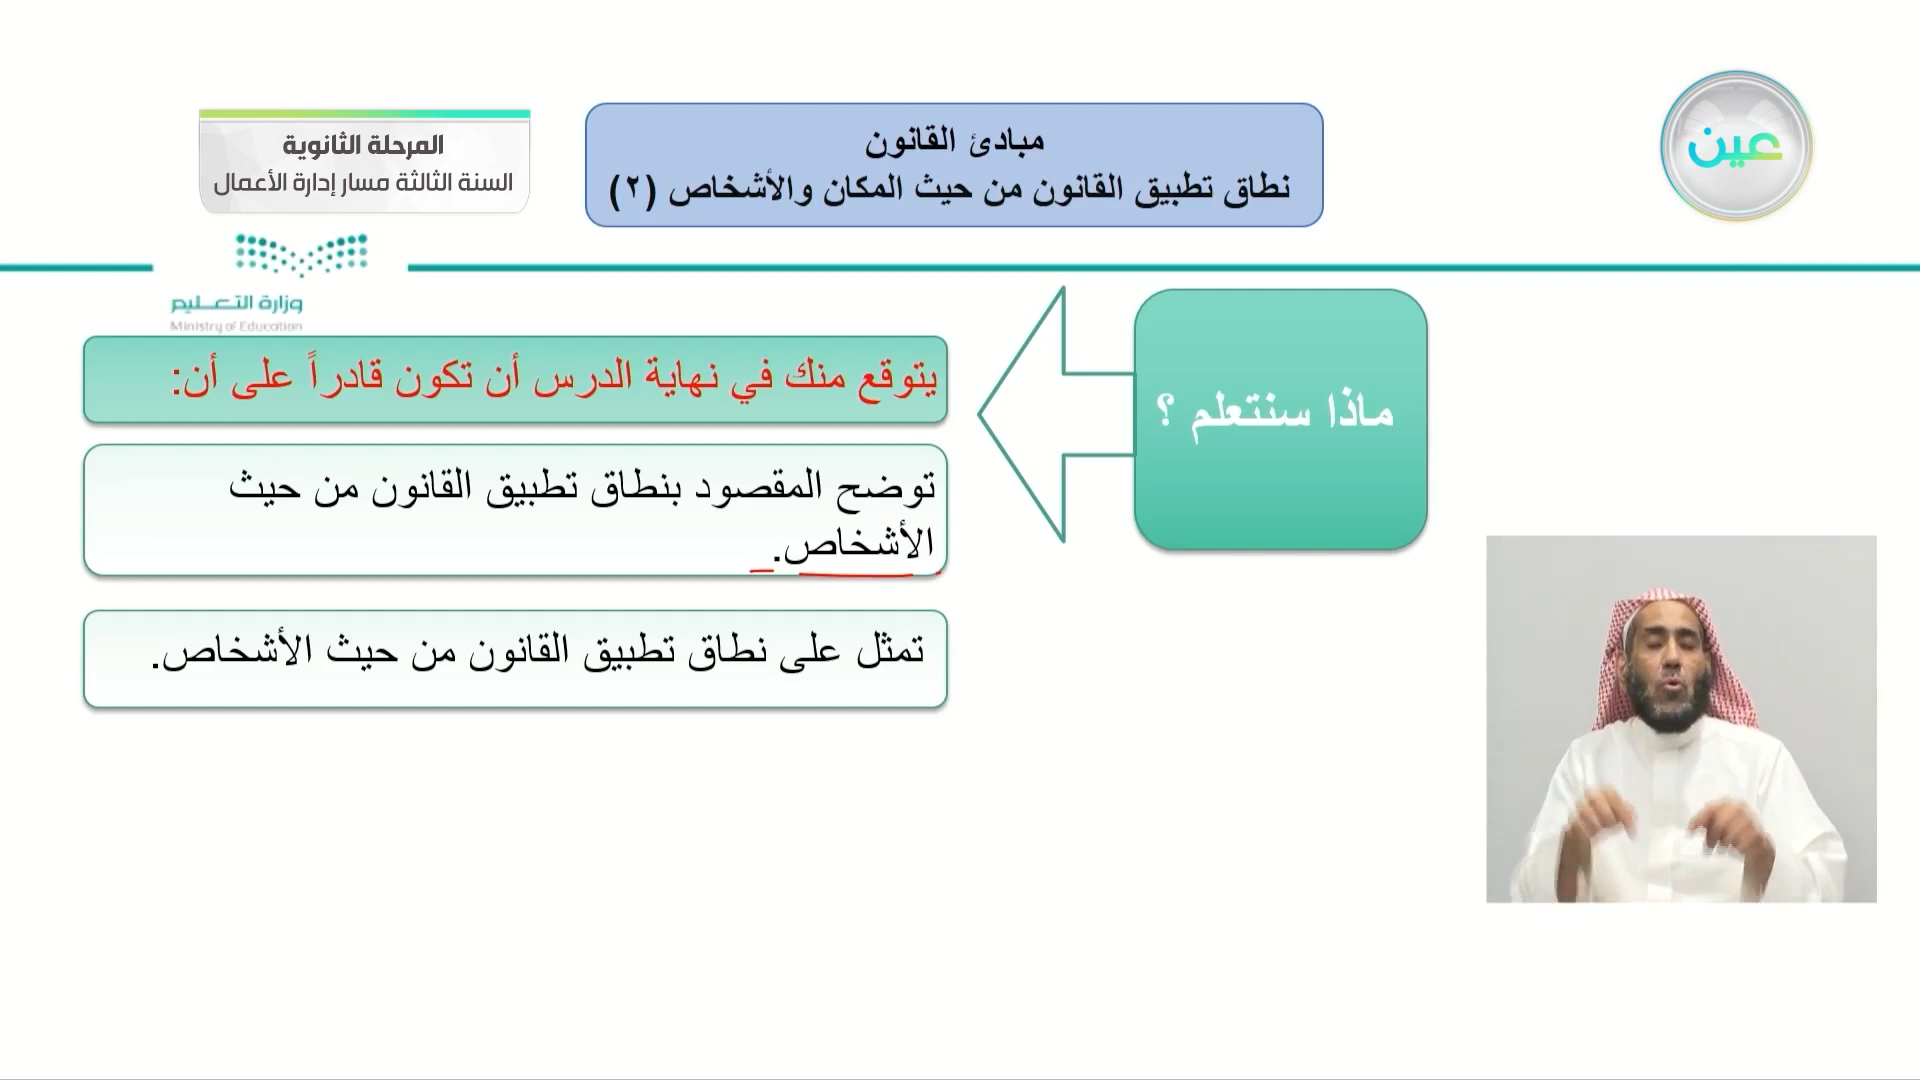 عين
مبادئ القانون
نطاق تطبيق القانون من حيث المكان والأشخاص (٢)
المرحلة الثانوية
السنة الثالثة مسار إدارة الأعمال
وزارة التعليم
Ministry of Education
ماذا سنتعلم ؟
يتوقع منك في نهاية الدرس أن تكون قادراً على أن:
توضح المقصود بنطاق تطبيق القانون من حيث
الأشخاص.
تمثل على نطاق تطبيق القانون من حيث الأشخاص.